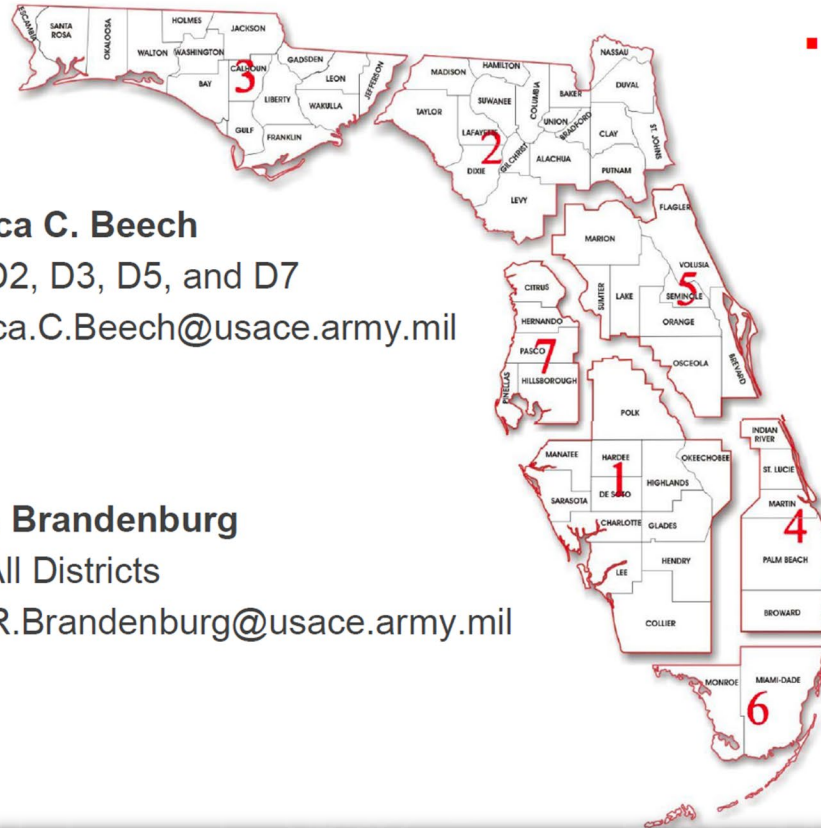 ESCAMBIA
SANTA
ROSA
OKALOOSA
HOLMES
WALTON
WASHINGTON
JACKSON
BAY
CALHOUN
3
GULF
LIBERTY
GADSDEN
FRANKLIN
LEON
WAKULLA
JEFFERSON
MADISON
HAMILTON
TAYLOR
SUWANEE
LAFAYETTE
2
DIXIE
COLUMBIA
GILCHRIST
LEVY
BAKER
UNION
BRADFORD
ALACHUA
NASSAU
DUVAL
CLAY
ST. JOHNS
PUTNAM
ca C. Beech
D2, D3, D5, and D7
ca.C.Beech@usace.army.mil
FLAGLER
MARION
VOLUSIA
SUMTER
LAKE
5
SEMINOLE
ORANGE
OSCEOLA
BREVARD
CITRUS
HERNANDO
PASCO
7
PINELLAS
HILLSBOROUGH
POLK
MANATEE
HARDEE
OKEECHOBEE
1
HIGHLANDS
SARASOTA
DE SOTO
CHARLOTTE
GLADES
LEE
HENDRY
COLLIER
INDIAN
RIVER
ST. LUCIE
MARTIN
4
PALM BEACH
BROWARD
Brandenburg
All Districts
R.Brandenburg@usace.army.mil
MONROE
MIAMI-DADE
6